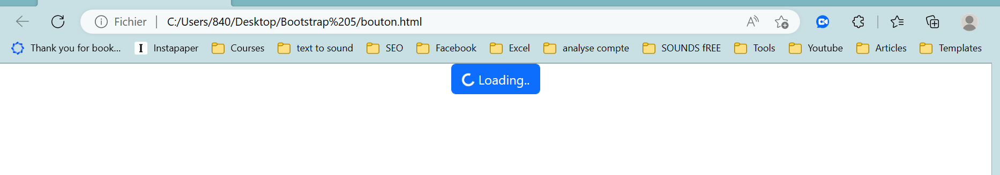 Fichier C:/Users/840/Desktop/Bootstrap%205/bouton.html A
Thank you for book... I Instapaper Courses text to sound SEO Facebook Excel analyse compte SOUNDS fREE Tools Youtube Articles Templates
Loading..